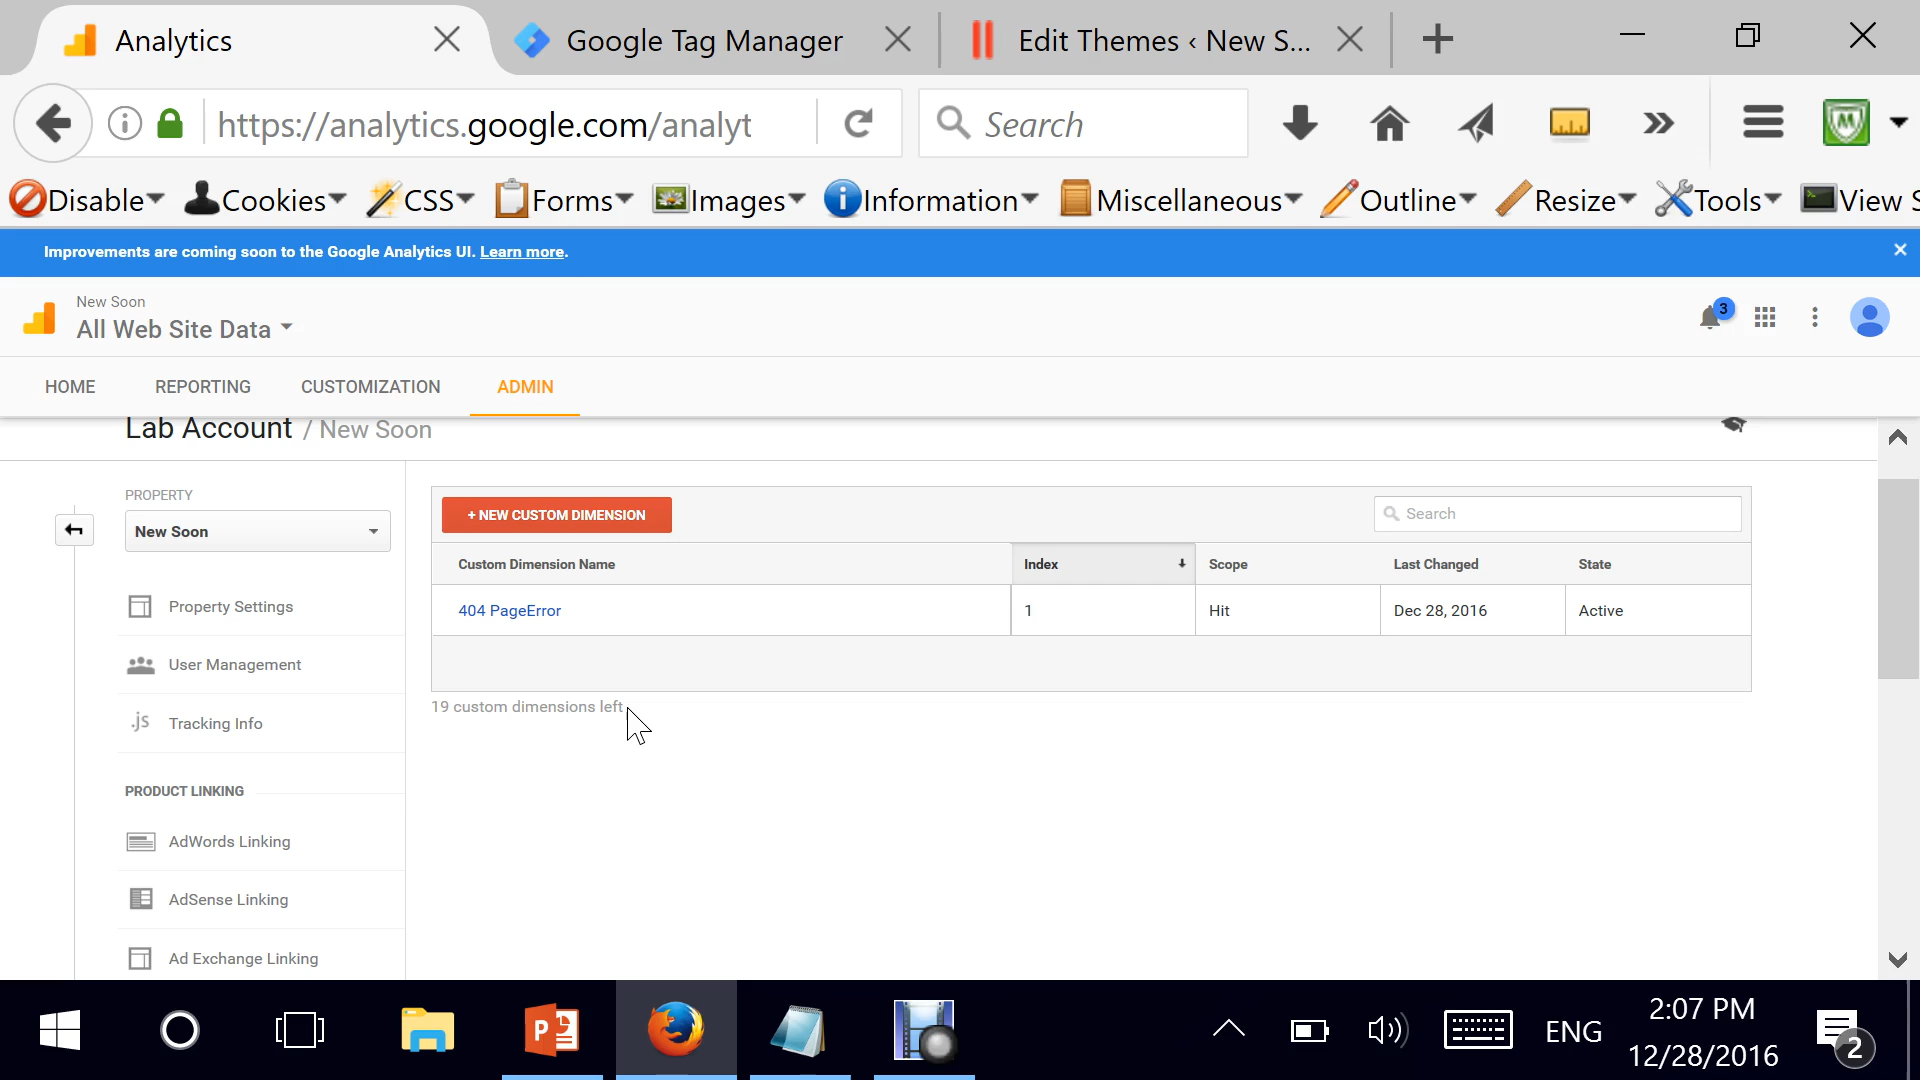 Analytics
Google Tag Manager
Edit Themes ‹ New S...
https://analytics.google.com/analyt
Search
Disable Cookies CSS Forms Images Information Miscellaneous Outline Resize Tools View S
Improvements are coming soon to the Google Analytics UI. Learn more.
New Soon
All Web Site Data
3
HOME REPORTING CUSTOMIZATION ADMIN
Lab Account / New Soon
PROPERTY
New Soon
Property Settings
User Management
.js Tracking Info
PRODUCT LINKING
AdWords Linking
AdSense Linking
Ad Exchange Linking
+ NEW CUSTOM DIMENSION
Search
Custom Dimension Name Index Scope Last Changed State
404 PageError 1 Hit Dec 28, 2016 Active
19 custom dimensions left
ENG
2:07 PM
12/28/2016
2